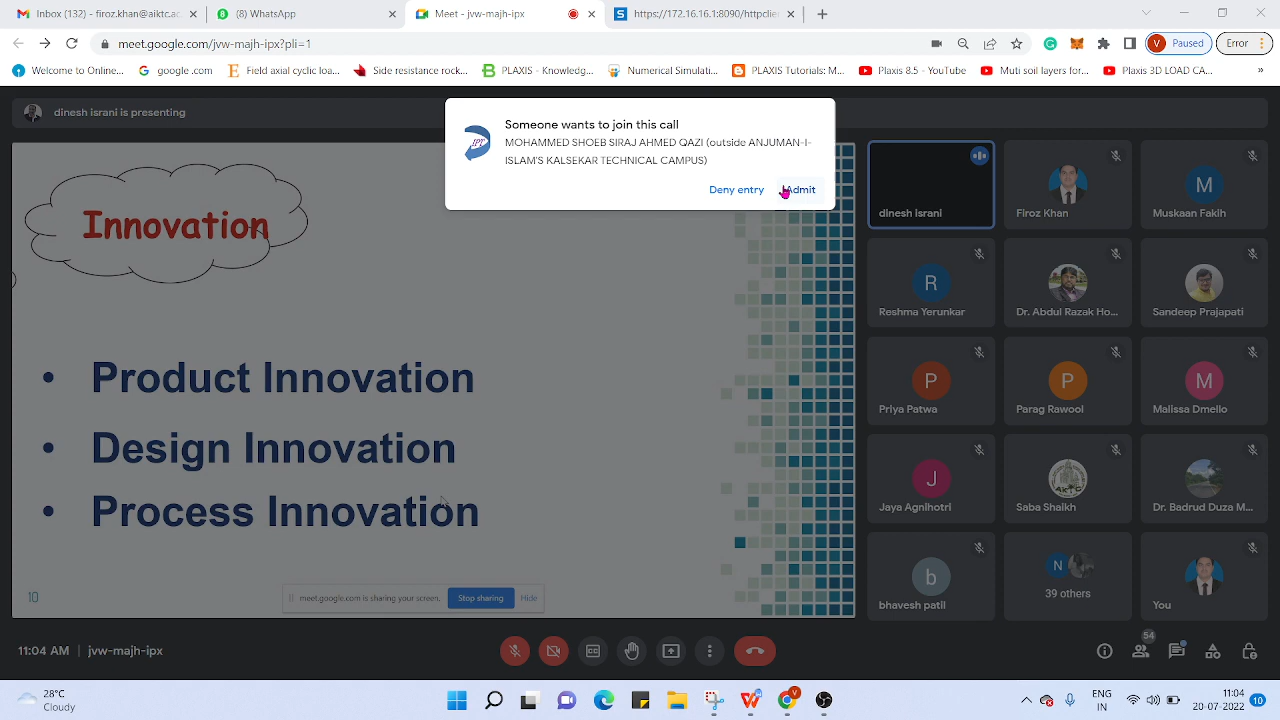 Inbox (132) - firoz.khan@aiktc.ac.
(8) WhatsApp
Meet - jvw-majh-ipx
https://172.16.16.1:8090/httpclie
meet.google.com/jvw-majh-ipx?pli=1
Paused
Error
Welcome to Online...
google.com
Field axle cyclic loa...
Side resistance roc...
PLAXIS - Knowledg...
Numerical Simulati...
PLAXIS Tutorials: M...
Plaxis 8.5 - YouTube
Muti soil layers for...
Plaxis 3D LOAD CA...
dinesh israni is presenting
Someone wants to join this call
MOHAMMED SHOEB SIRAJ AHMED QAZI (outside ANJUMAN-I-
ISLAM'S KALSEKAR TECHNICAL CAMPUS)
Deny entry
Admit
Innovation
• Product Innovation
• Design Innovation
• Process Innovation
10
meet.google.com is sharing your screen.
Stop sharing
Hide
dinesh israni
Firoz Khan
M
Muskaan Fakih
R
Reshma Yerunkar
Dr. Abdul Razak Ho...
Sandeep Prajapati
P
Priya Patwa
P
Parag Rawool
M
Malissa Dmello
J
Jaya Agnihotri
Saba Shaikh
Dr. Badrud Duza M...
b
bhavesh patil
N
39 others
You
11:04 AM | jvw-majh-ipx
54
28°C
Cloudy
ENG
IN
11:04
20-07-2022
10